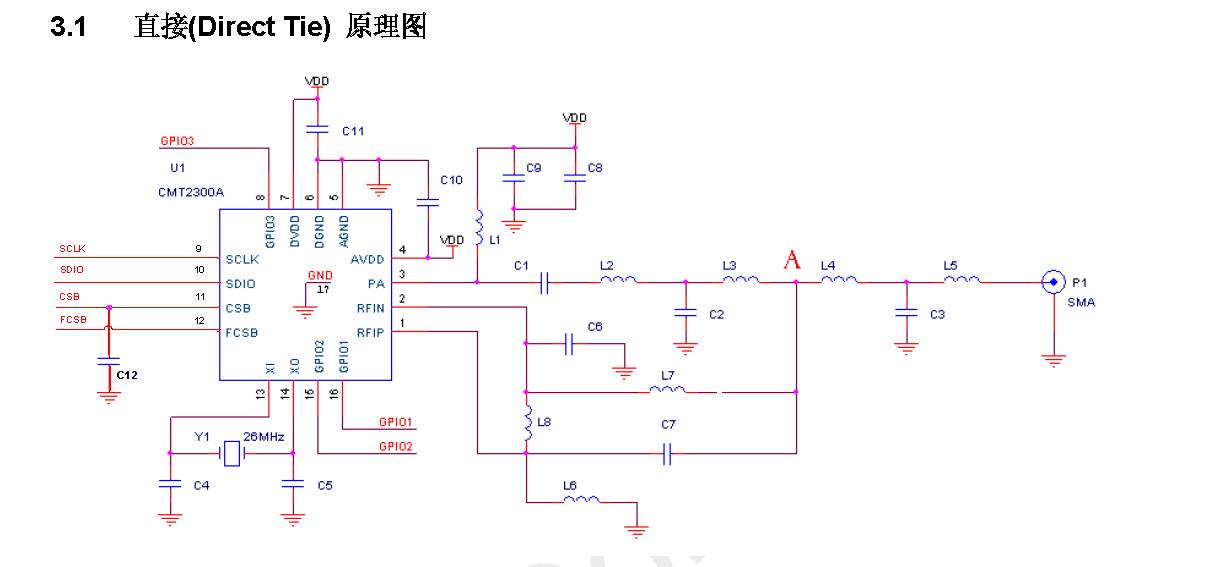 3.1 直接(Direct Tie) 原理图
VDD
C11
VDD
GPIO3
U1
CMT2300A
C10
C9
C8
8
7
6
5
GPIO3
DVDD
DGND
AGND
VDD
L1
SCLK
9
SCLK
AVDD
4
SDIO
10
SDIO
GND
17
PA
3
C1
L2
L3
A
L4
L5
P1
SMA
CSB
11
CSB
RFIN
2
C2
C3
FCSB
12
FCSB
RFIP
1
C6
XI
XO
GPIO2
GPIO1
C12
13
14
15
16
L7
GPIO1
L8
C7
Y1
26MHz
GPIO2
C4
C5
L6